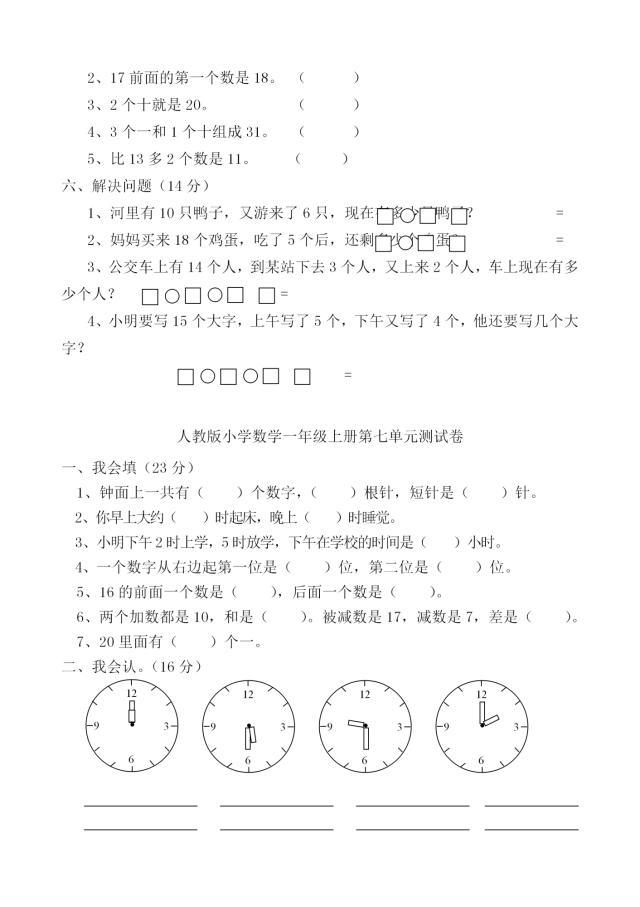 2、17 前面的第一个数是 18。 （ ）
3、2 个十就是 20。 （ ）
4、3 个一和 1 个十组成 31。 （ ）
5、比 13 多 2 个数是 11。 （ ）
六、解决问题（14 分）
1、河里有 10 只鸭子，又游来了 6 只，现在有多少只鸭子？ □○□ □ =
2、妈妈买来 18 个鸡蛋，吃了 5 个后，还剩多少个鸡蛋？ □○□ □ =
3、公交车上有 14 个人，到某站下去 3 个人，又上来 2 个人，车上现在有多
少个人？ □○□○□ □=
4、小明要写 15 个大字，上午写了 5 个，下午又写了 4 个，他还要写几个大
字？
□○□○□ □ =
人教版小学数学一年级上册第七单元测试卷
一、我会填（23 分）
1、钟面上一共有（ ）个数字，（ ）根针，短针是（ ）针。
2、你早上大约（ ）时起床，晚上（ ）时睡觉。
3、小明下午 2 时上学，5 时放学，下午在学校的时间是（ ）小时。
4、一个数字从右边起第一位是（ ）位，第二位是（ ）位。
5、16 的前面一个数是（ ），后面一个数是（ ）。
6、两个加数都是 10，和是（ ）。被减数是 17，减数是 7，差是（ ）。
7、20 里面有（ ）个一。
二、我会认。（16 分）
12 12 12 12
9 3 9 3 9 3 9 3
6 6 6 6